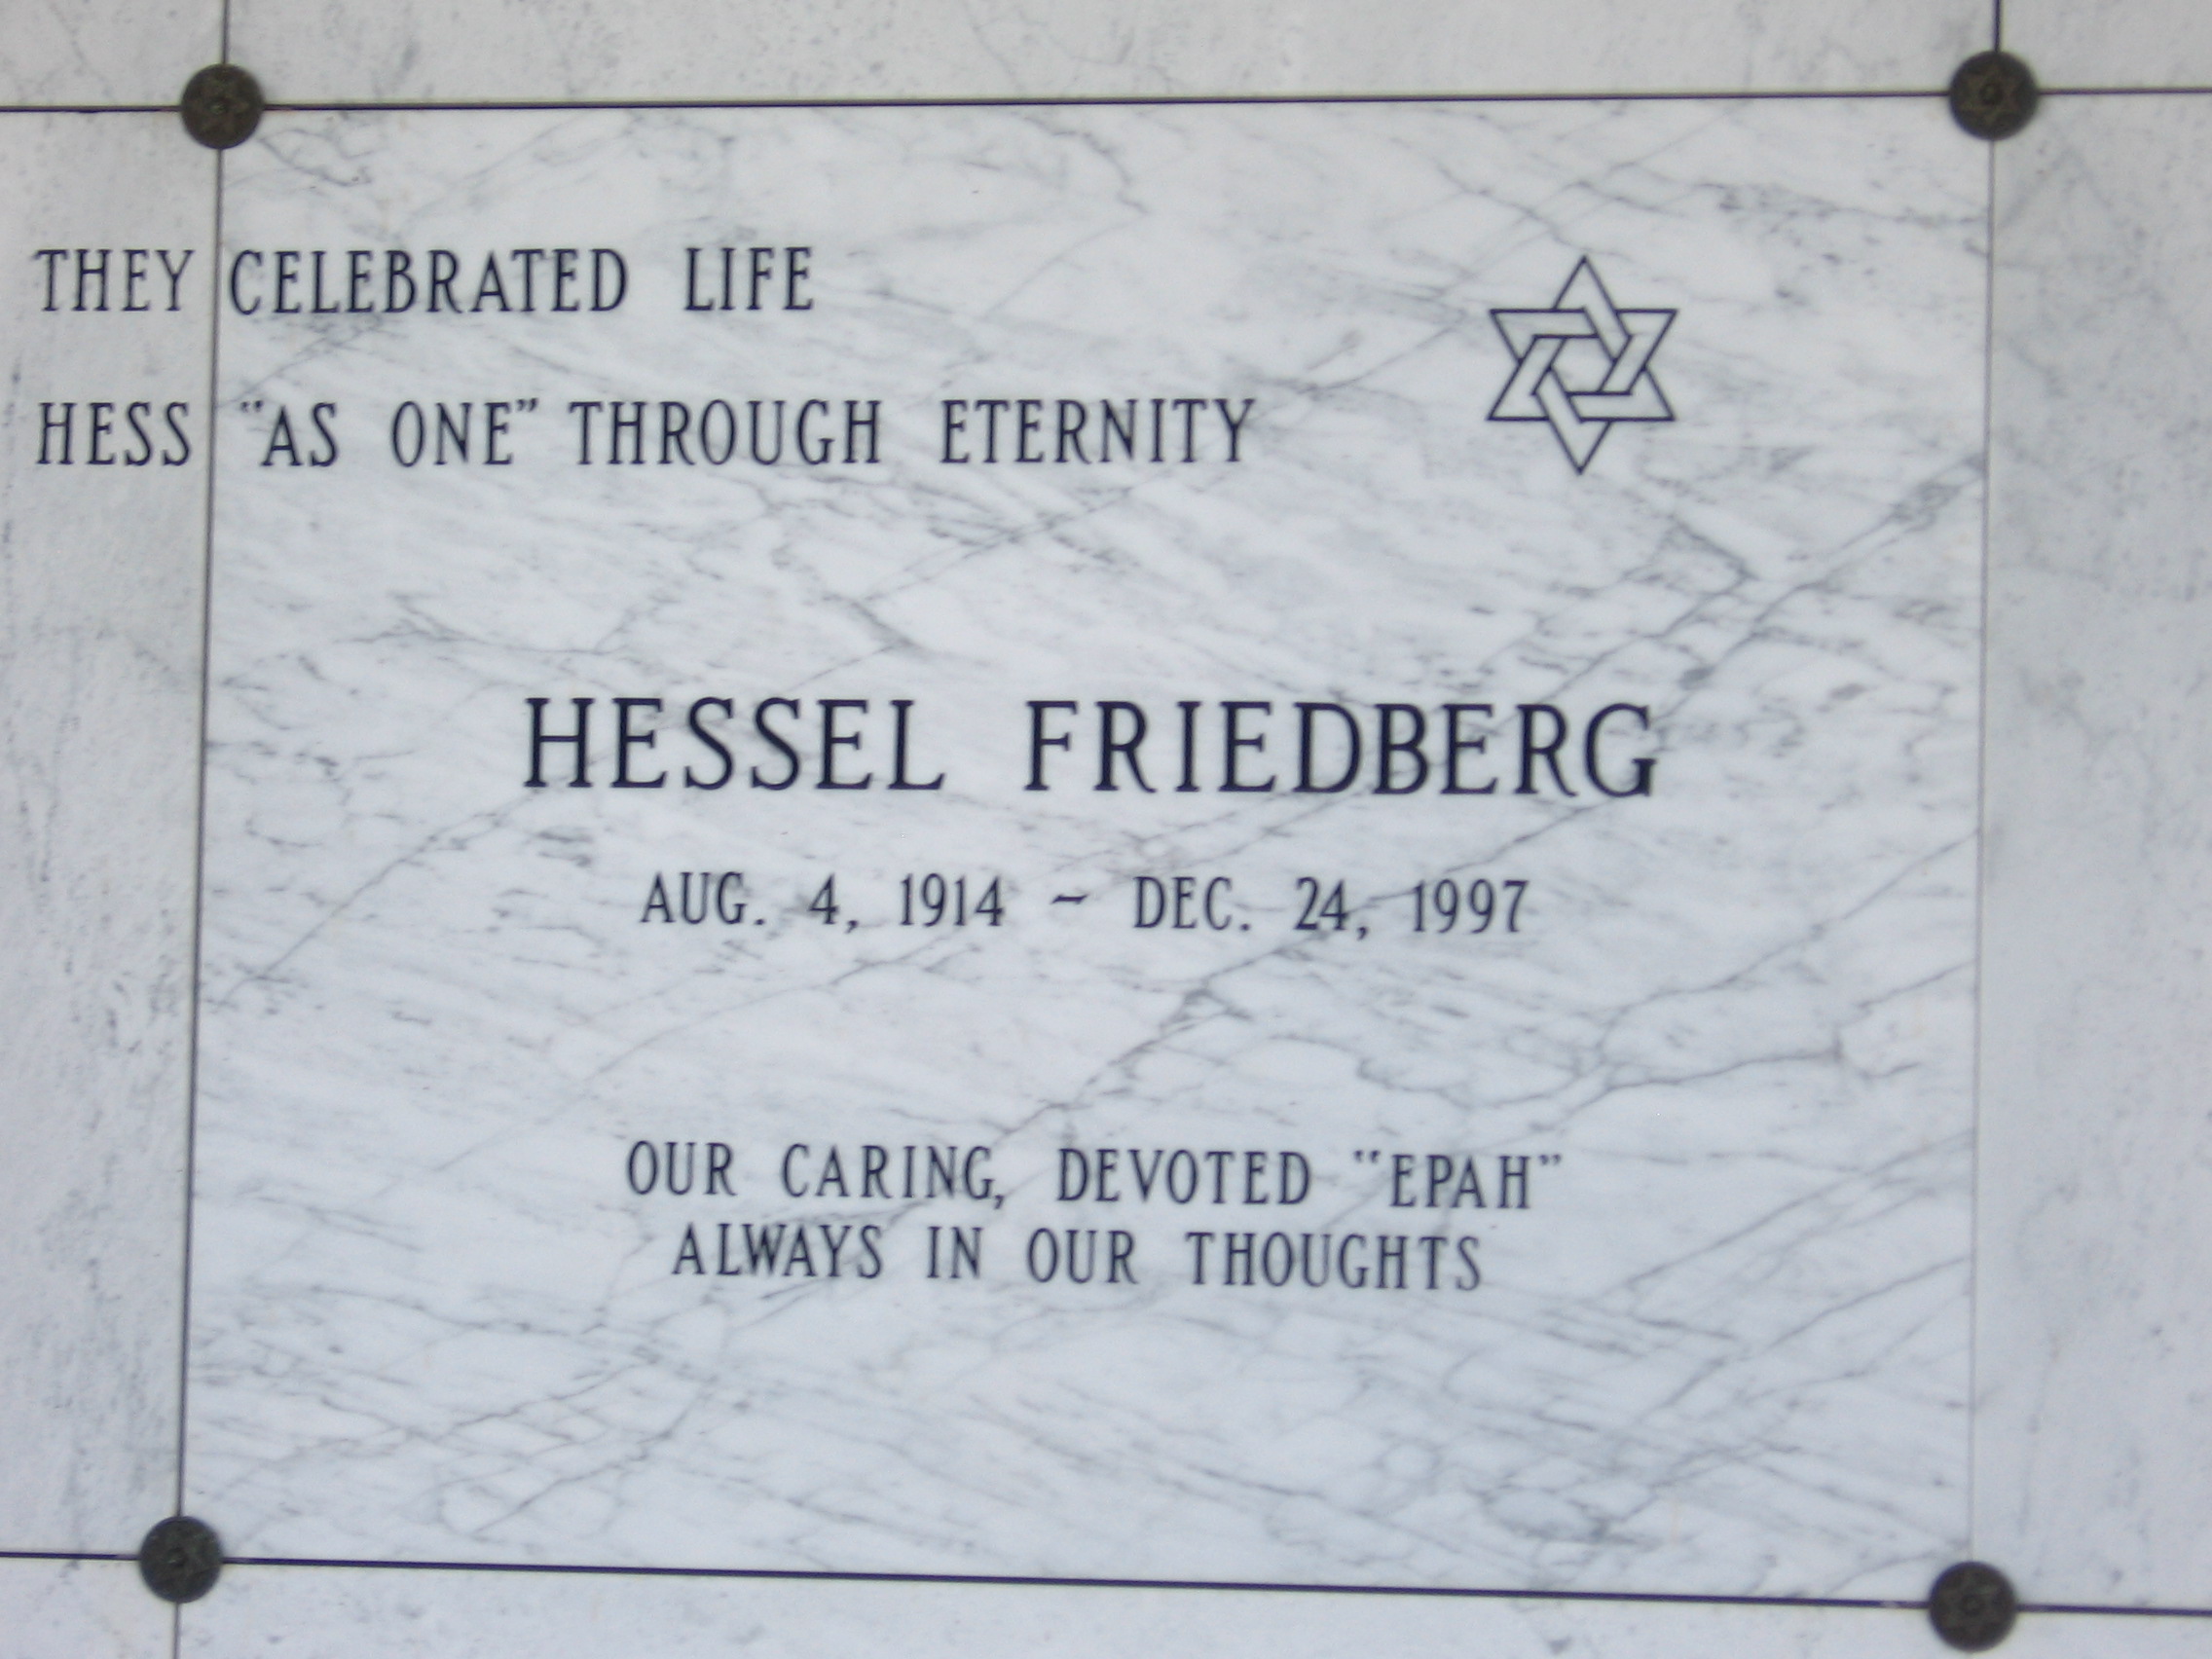 THEY CELEBRATED LIFE
HESS "AS ONE" THROUGH ETERNITY
HESSEL FRIEDBERG
AUG. 4, 1914 ~ DEC. 24, 1997
OUR CARING, DEVOTED "EPAH"
ALWAYS IN OUR THOUGHTS